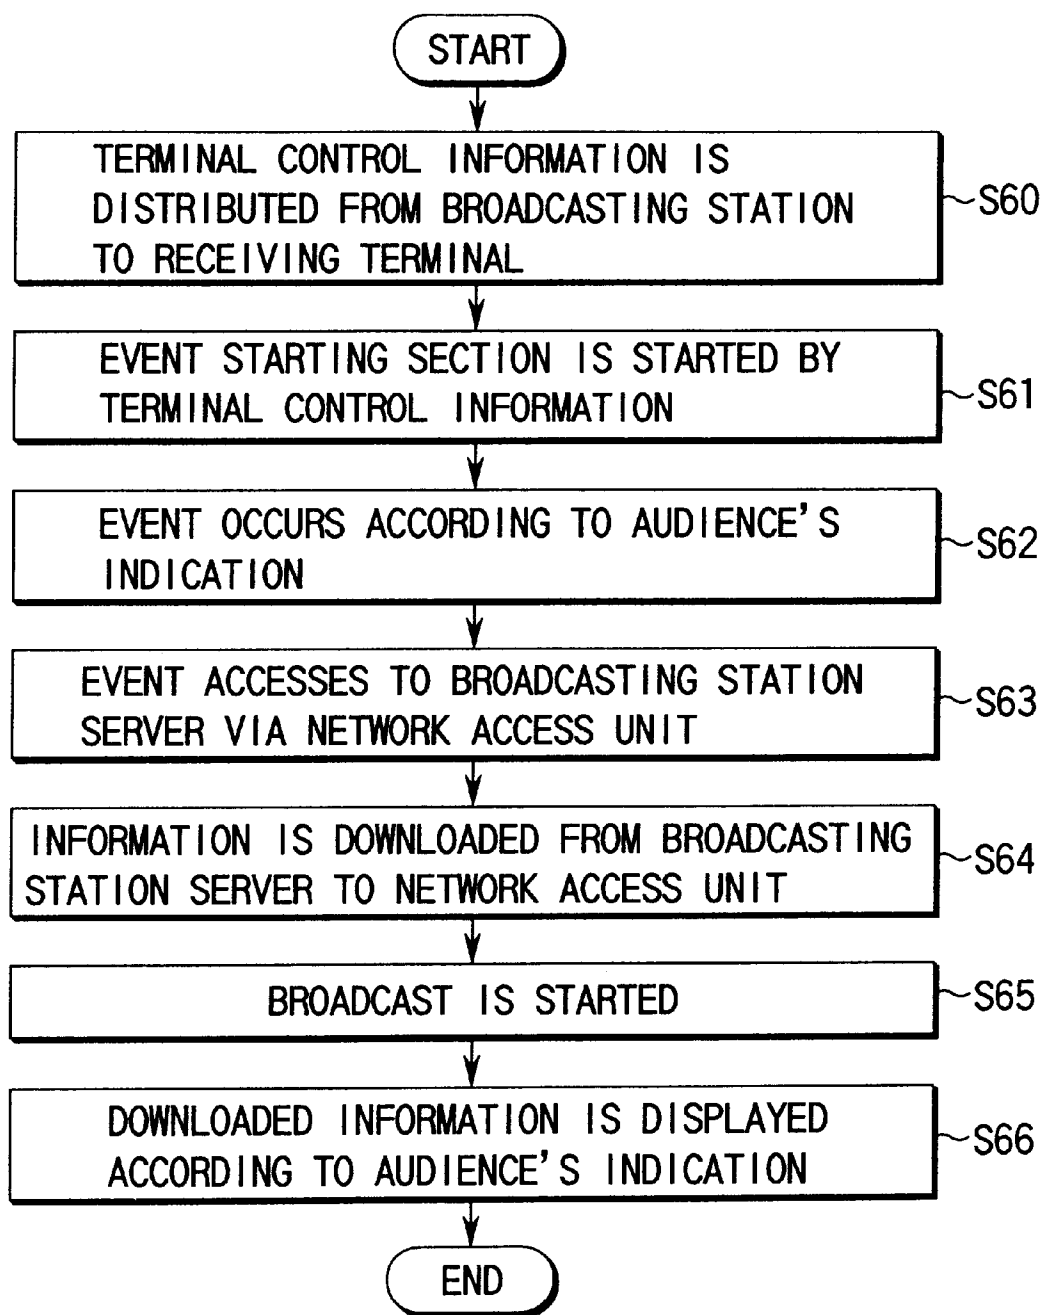 START
TERMINAL CONTROL INFORMATION IS
DISTRIBUTED FROM BROADCASTING STATION
TO RECEIVING TERMINAL
S60
EVENT STARTING SECTION IS STARTED BY
TERMINAL CONTROL INFORMATION
S61
EVENT OCCURS ACCORDING TO AUDIENCE'S
INDICATION
S62
EVENT ACCESSES TO BROADCASTING STATION
SERVER VIA NETWORK ACCESS UNIT
S63
INFORMATION IS DOWNLOADED FROM BROADCASTING
STATION SERVER TO NETWORK ACCESS UNIT
S64
BROADCAST IS STARTED
S65
DOWNLOADED INFORMATION IS DISPLAYED
ACCORDING TO AUDIENCE'S INDICATION
S66
END